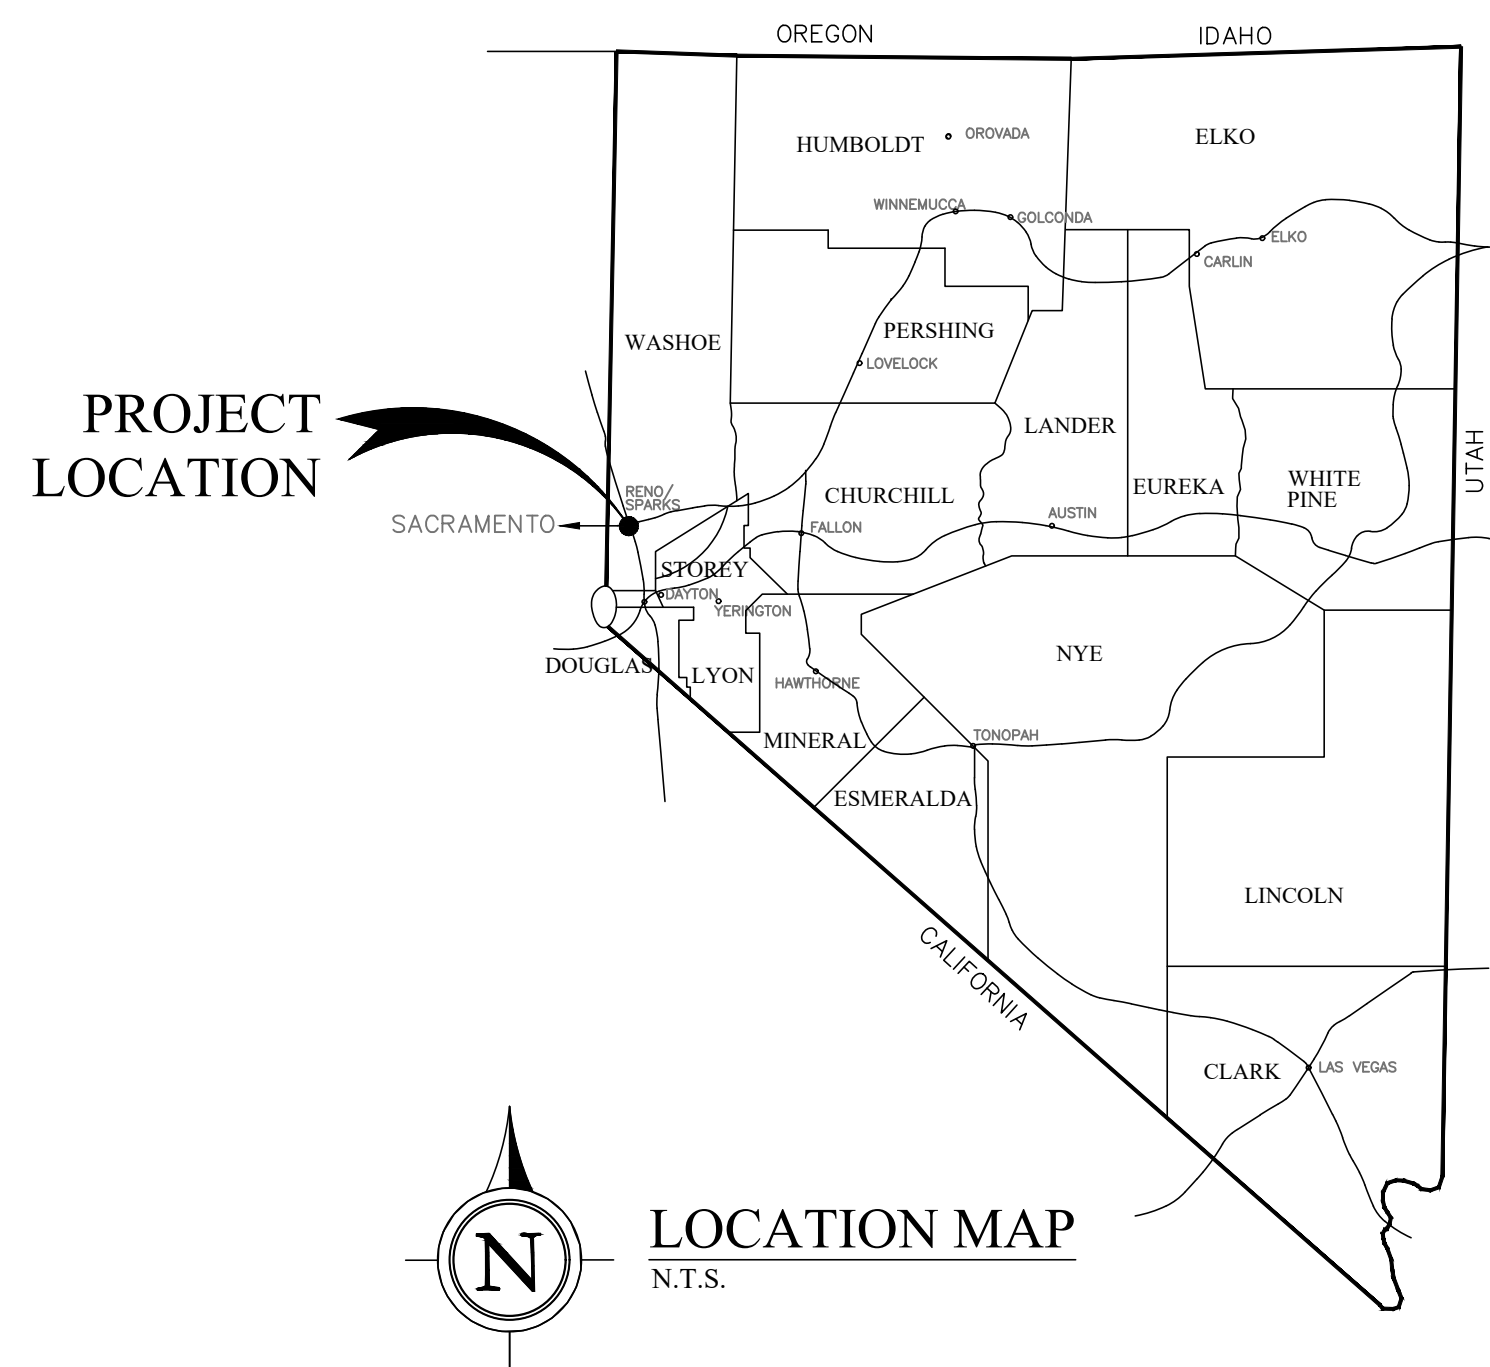 OREGON
IDAHO
HUMBOLDT
OROVADA
ELKO
WINNEMUCCA
GOLCONDA
ELKO
CARLIN
WASHOE
PERSHING
LOVELOCK
PROJECT
LOCATION
LANDER
UTAH
RENO/
SPARKS
CHURCHILL
EUREKA
WHITE
PINE
SACRAMENTO
FALLON
AUSTIN
STOREY
DAYTON
YERINGTON
DOUGLAS
LYON
HAWTHORNE
NYE
MINERAL
TONOPAH
ESMERALDA
LINCOLN
CALIFORNIA
CLARK
LAS VEGAS
N
LOCATION MAP
N.T.S.